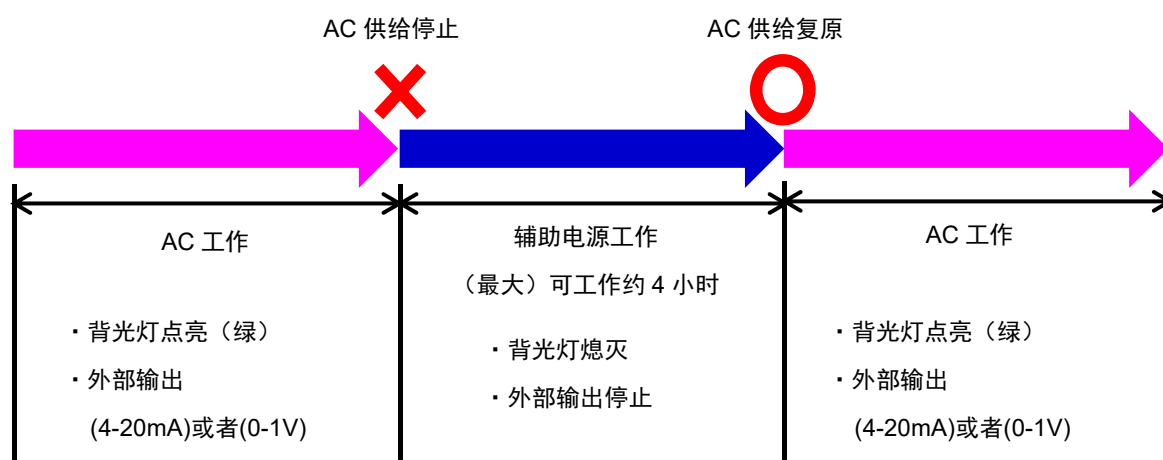 AC 供给停止
AC 供给复原
AC 工作
・背光灯点亮（绿）
・外部输出
(4-20mA)或者(0-1V)
辅助电源工作
（最大）可工作约 4 小时
・背光灯熄灭
・外部输出停止
AC 工作
・背光灯点亮（绿）
・外部输出
(4-20mA)或者(0-1V)